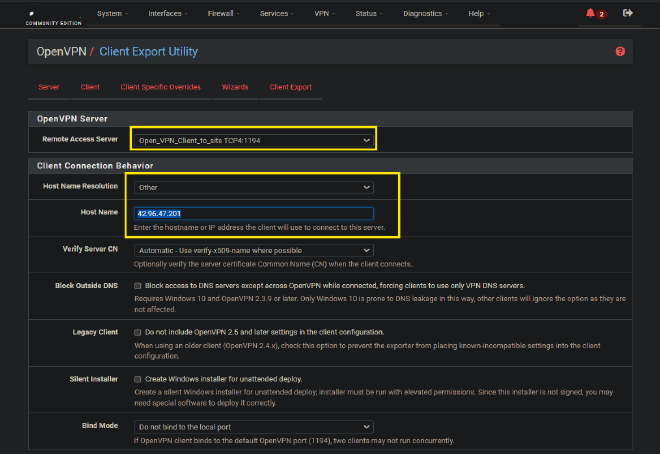 COMMUNITY EDITION
System Interfaces Firewall Services VPN Status Diagnostics Help 2
OpenVPN / Client Export Utility
Server Client Client Specific Overrides Wizards Client Export
OpenVPN Server
Remote Access Server Open_VPN_Client_to_site TCP4:1194
Client Connection Behavior
Host Name Resolution Other
Host Name 42.96.47.201
Enter the hostname or IP address the client will use to connect to this server.
Verify Server CN Automatic - Use verify-x509-name where possible
Optionally verify the server certificate Common Name (CN) when the client connects.
Block Outside DNS Block access to DNS servers except across OpenVPN while connected, forcing clients to use only VPN DNS servers.
Requires Windows 10 and OpenVPN 2.3.9 or later. Only Windows 10 is prone to DNS leakage in this way, other clients will ignore the option as they are
not affected.
Legacy Client Do not include OpenVPN 2.5 and later settings in the client configuration.
When using an older client (OpenVPN 2.4.x), check this option to prevent the exporter from placing known-incompatible settings into the client
configuration.
Silent Installer Create Windows installer for unattended deploy.
Create a silent Windows installer for unattended deploy; installer must be run with elevated permissions. Since this installer is not signed, you may
need special software to deploy it correctly.
Bind Mode Do not bind to the local port
If OpenVPN client binds to the default OpenVPN port (1194), two clients may not run concurrently.